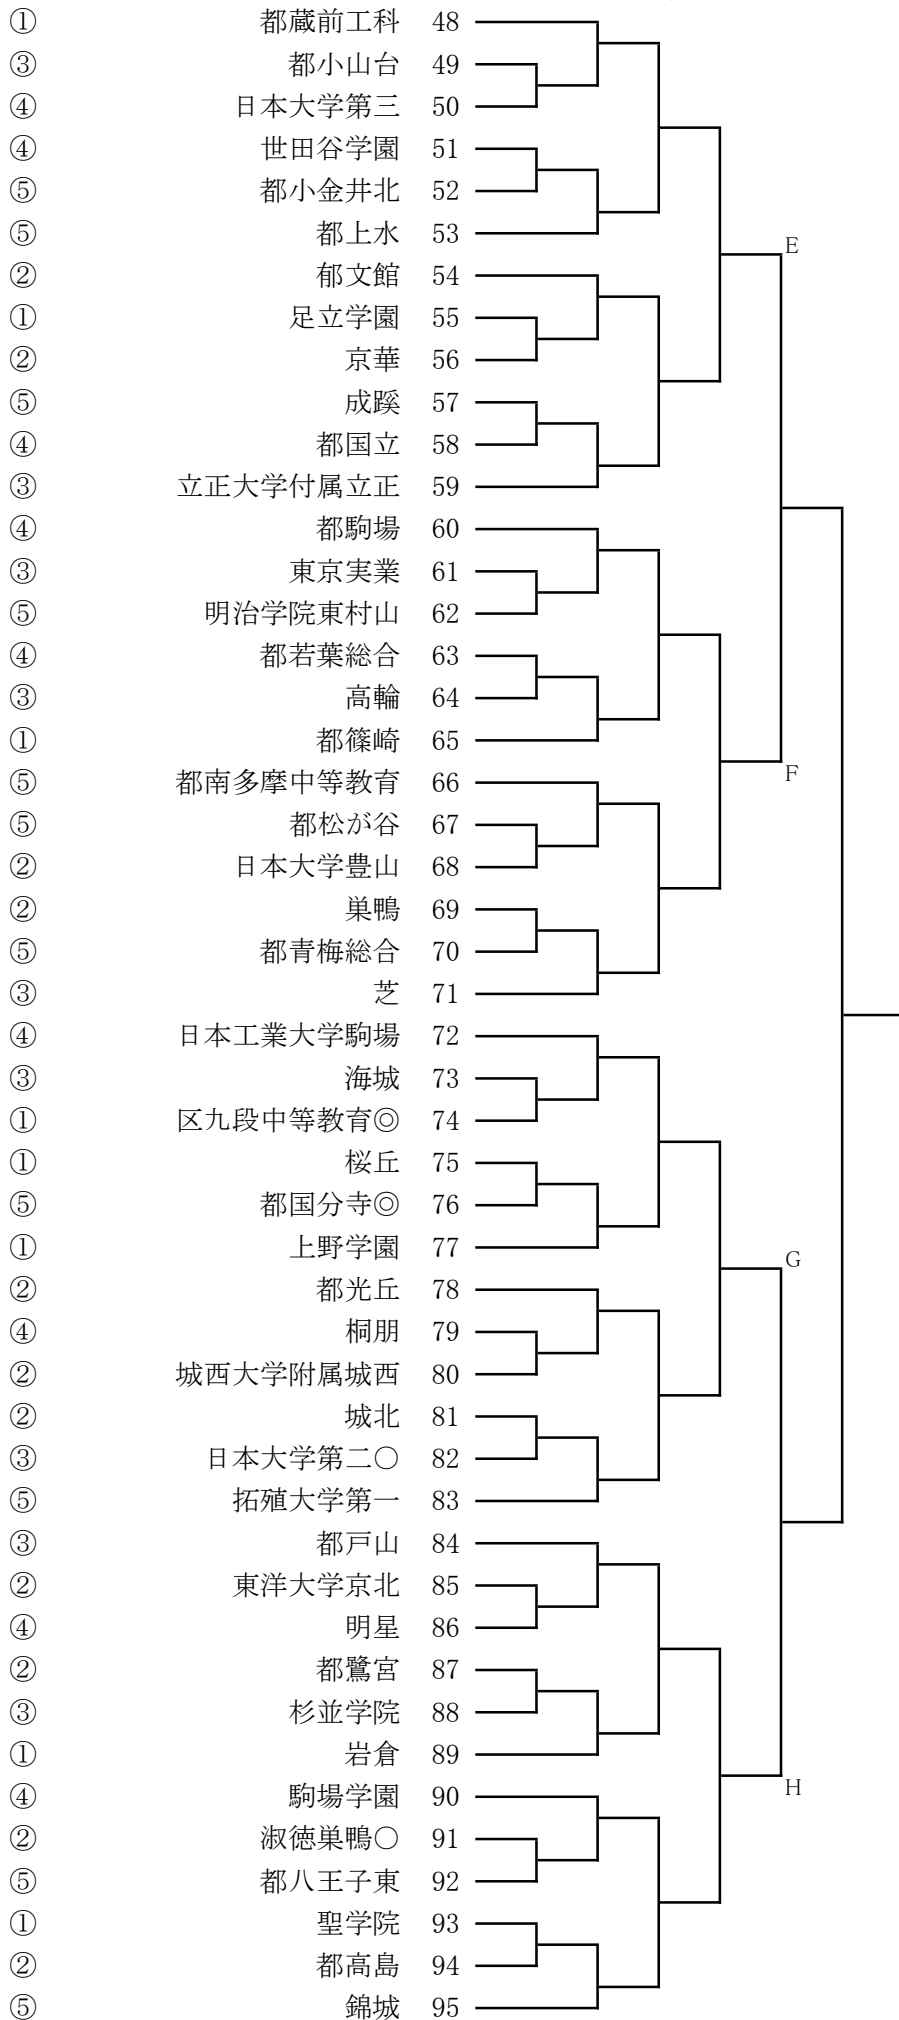 ① 都蔵前工科 48
③ 都小山台 49
④ 日本大学第三 50
④ 世田谷学園 51
⑤ 都小金井北 52
⑤ 都上水 53
E
② 郁文館 54
① 足立学園 55
② 京華 56
⑤ 成蹊 57
④ 都国立 58
③ 立正大学付属立正 59
④ 都駒場 60
③ 東京実業 61
⑤ 明治学院東村山 62
④ 都若葉総合 63
③ 高輪 64
① 都篠崎 65
F
⑤ 都南多摩中等教育 66
⑤ 都松が谷 67
② 日本大学豊山 68
② 巣鴨 69
⑤ 都青梅総合 70
③ 芝 71
④ 日本工業大学駒場 72
③ 海城 73
① 区九段中等教育◎ 74
① 桜丘 75
⑤ 都国分寺◎ 76
① 上野学園 77
G
② 都光丘 78
④ 桐朋 79
② 城西大学附属城西 80
② 城北 81
③ 日本大学第二○ 82
⑤ 拓殖大学第一 83
③ 都戸山 84
② 東洋大学京北 85
④ 明星 86
② 都鷺宮 87
③ 杉並学院 88
① 岩倉 89
H
④ 駒場学園 90
② 淑徳巣鴨○ 91
⑤ 都八王子東 92
① 聖学院 93
② 都高島 94
⑤ 錦城 95